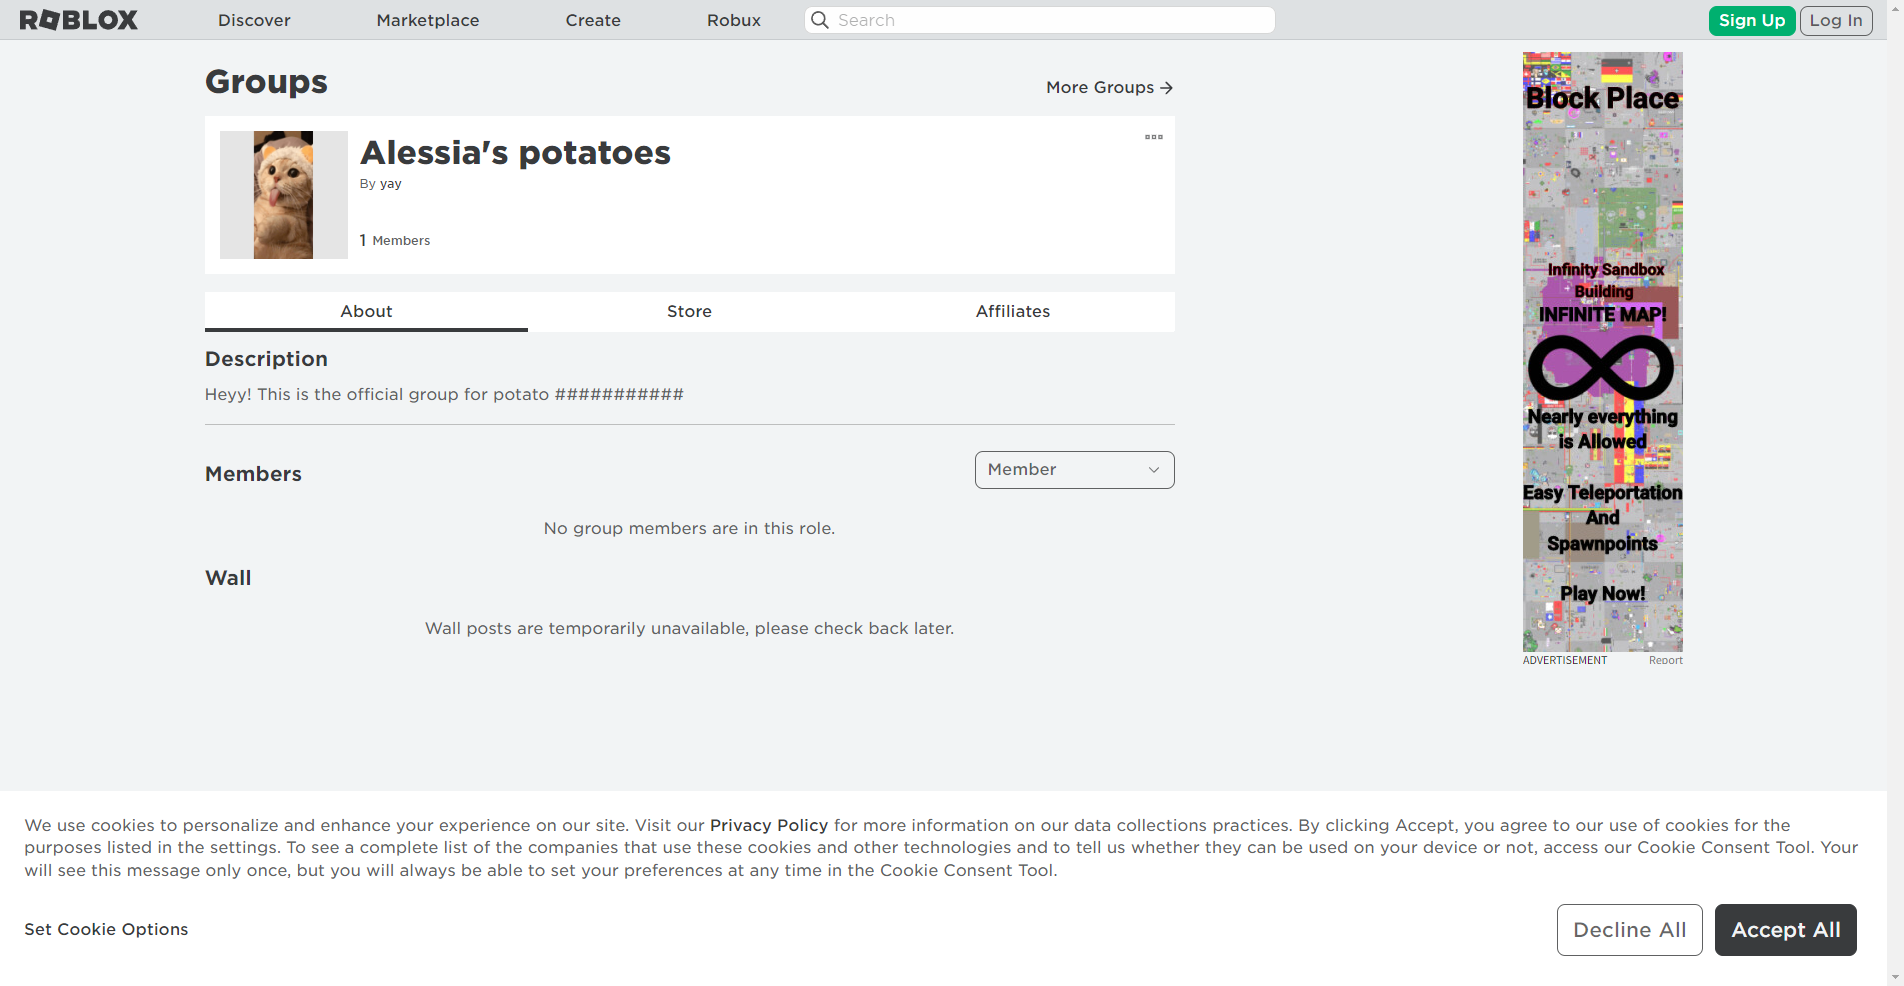 ROBLOX
Discover
Marketplace
Create
Robux
Search
Sign Up
Log In
Groups
More Groups →
Alessia's potatoes
By yay
1 Members
About
Store
Affiliates
Description
Heyy! This is the official group for potato ###########
Members
Member
No group members are in this role.
Wall
Wall posts are temporarily unavailable, please check back later.
Block Place
Infinity Sandbox
Building
INFINITE MAP!
Nearly everything
is Allowed
Easy Teleportation
And
Spawnpoints
Play Now!
ADVERTISEMENT
Report
We use cookies to personalize and enhance your experience on our site. Visit our Privacy Policy for more information on our data collections practices. By clicking Accept, you agree to our use of cookies for the
purposes listed in the settings. To see a complete list of the companies that use these cookies and other technologies and to tell us whether they can be used on your device or not, access our Cookie Consent Tool. Your
will see this message only once, but you will always be able to set your preferences at any time in the Cookie Consent Tool.
Set Cookie Options
Decline All
Accept All